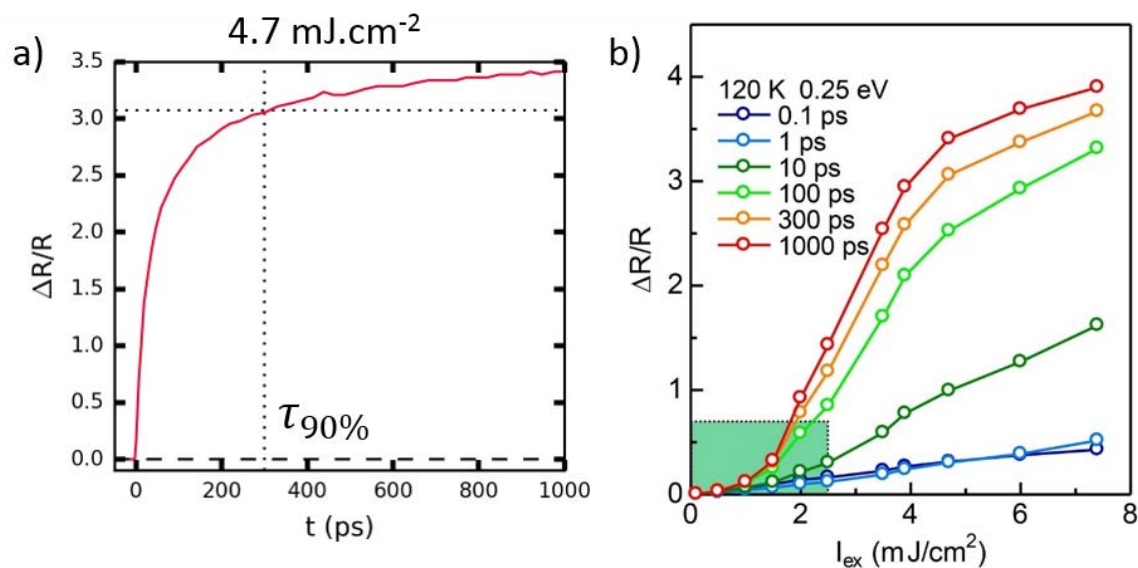 a)
4.7 mJ.cm-2
3.5
3.0
2.5
2.0
1.5
1.0
0.5
0.0
ΔR/R
τ90%
0 200 400 600 800 1000
t (ps)
b)
4
3
2
1
0
ΔR/R
120 K 0.25 eV
0.1 ps
1 ps
10 ps
100 ps
300 ps
1000 ps
0 2 4 6 8
Iex (mJ/cm²)